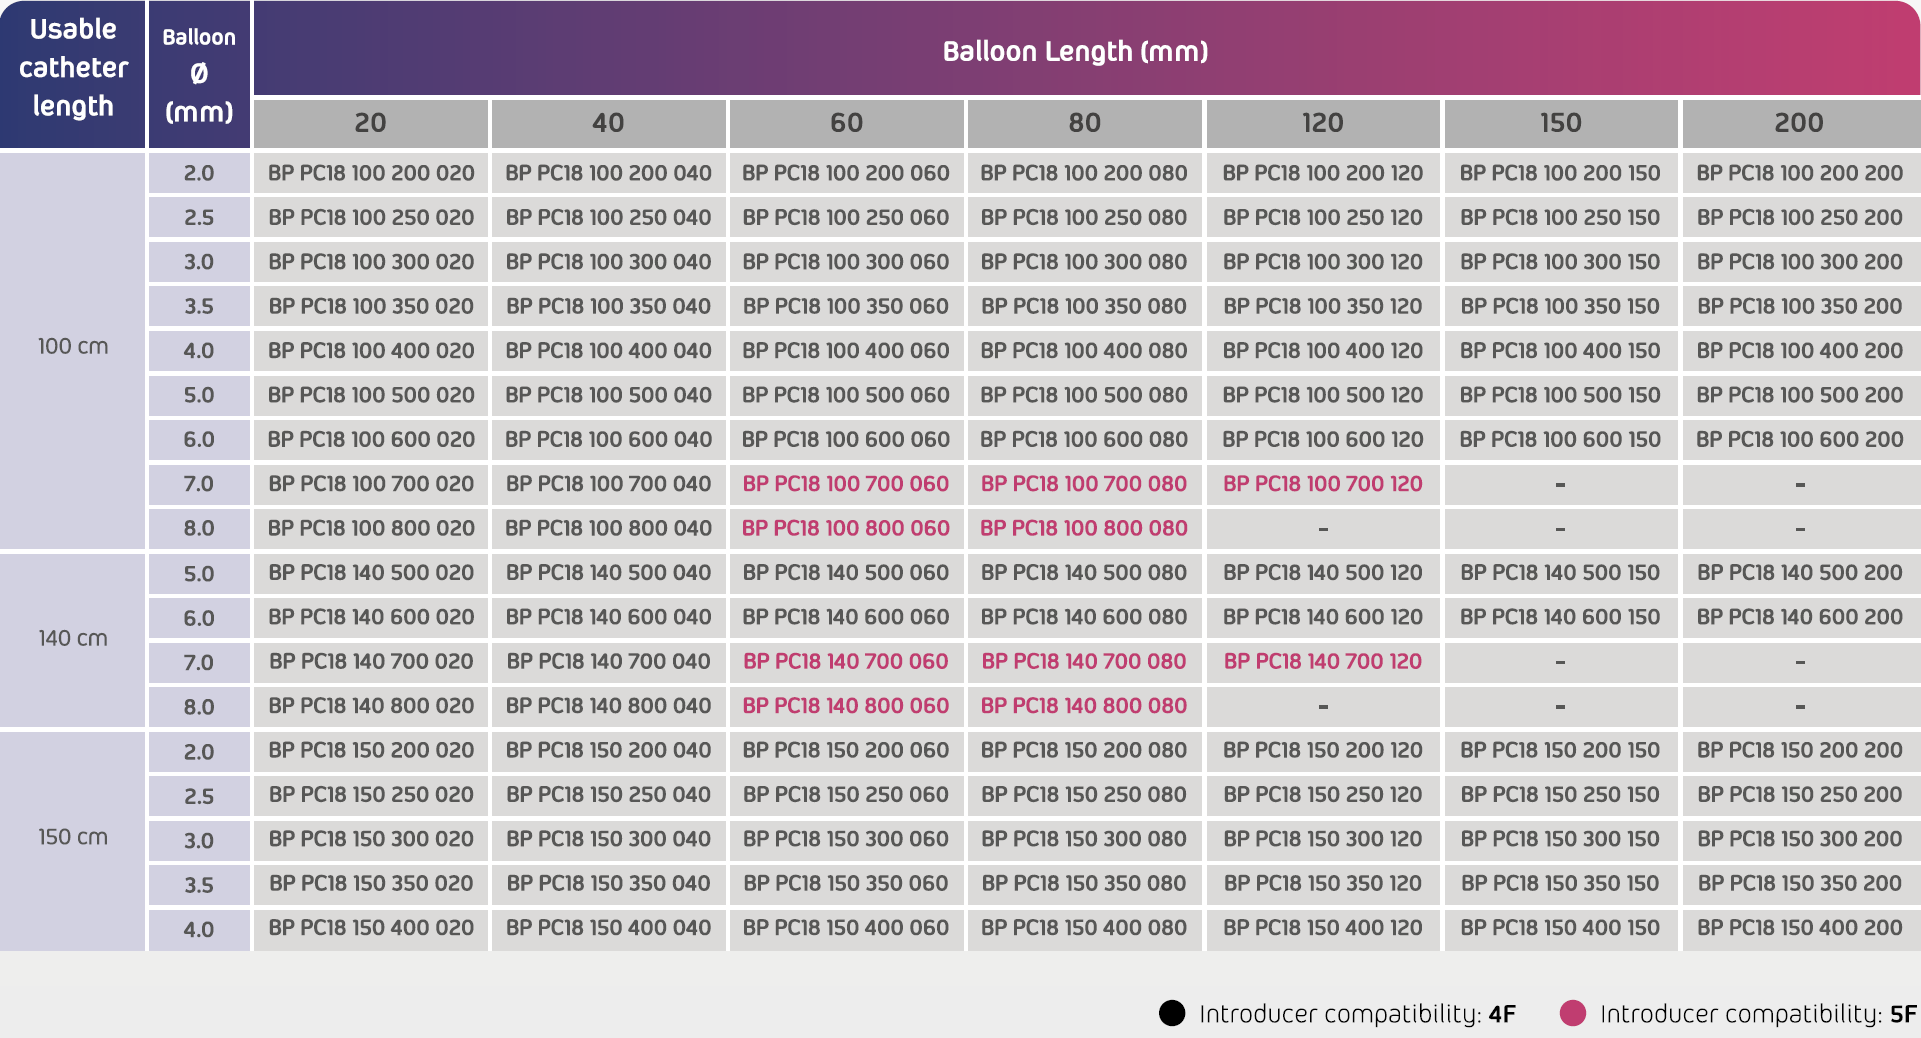 Usable
catheter
length
Balloon
Ø
(mm)
Balloon Length (mm)
20 40 60 80 120 150 200
100 cm
2.0 BP PC18 100 200 020 BP PC18 100 200 040 BP PC18 100 200 060 BP PC18 100 200 080 BP PC18 100 200 120 BP PC18 100 200 150 BP PC18 100 200 200
2.5 BP PC18 100 250 020 BP PC18 100 250 040 BP PC18 100 250 060 BP PC18 100 250 080 BP PC18 100 250 120 BP PC18 100 250 150 BP PC18 100 250 200
3.0 BP PC18 100 300 020 BP PC18 100 300 040 BP PC18 100 300 060 BP PC18 100 300 080 BP PC18 100 300 120 BP PC18 100 300 150 BP PC18 100 300 200
3.5 BP PC18 100 350 020 BP PC18 100 350 040 BP PC18 100 350 060 BP PC18 100 350 080 BP PC18 100 350 120 BP PC18 100 350 150 BP PC18 100 350 200
4.0 BP PC18 100 400 020 BP PC18 100 400 040 BP PC18 100 400 060 BP PC18 100 400 080 BP PC18 100 400 120 BP PC18 100 400 150 BP PC18 100 400 200
5.0 BP PC18 100 500 020 BP PC18 100 500 040 BP PC18 100 500 060 BP PC18 100 500 080 BP PC18 100 500 120 BP PC18 100 500 150 BP PC18 100 500 200
6.0 BP PC18 100 600 020 BP PC18 100 600 040 BP PC18 100 600 060 BP PC18 100 600 080 BP PC18 100 600 120 BP PC18 100 600 150 BP PC18 100 600 200
7.0 BP PC18 100 700 020 BP PC18 100 700 040 BP PC18 100 700 060 BP PC18 100 700 080 BP PC18 100 700 120 - -
8.0 BP PC18 100 800 020 BP PC18 100 800 040 BP PC18 100 800 060 BP PC18 100 800 080 - - -
140 cm
5.0 BP PC18 140 500 020 BP PC18 140 500 040 BP PC18 140 500 060 BP PC18 140 500 080 BP PC18 140 500 120 BP PC18 140 500 150 BP PC18 140 500 200
6.0 BP PC18 140 600 020 BP PC18 140 600 040 BP PC18 140 600 060 BP PC18 140 600 080 BP PC18 140 600 120 BP PC18 140 600 150 BP PC18 140 600 200
7.0 BP PC18 140 700 020 BP PC18 140 700 040 BP PC18 140 700 060 BP PC18 140 700 080 BP PC18 140 700 120 - -
8.0 BP PC18 140 800 020 BP PC18 140 800 040 BP PC18 140 800 060 BP PC18 140 800 080 - - -
150 cm
2.0 BP PC18 150 200 020 BP PC18 150 200 040 BP PC18 150 200 060 BP PC18 150 200 080 BP PC18 150 200 120 BP PC18 150 200 150 BP PC18 150 200 200
2.5 BP PC18 150 250 020 BP PC18 150 250 040 BP PC18 150 250 060 BP PC18 150 250 080 BP PC18 150 250 120 BP PC18 150 250 150 BP PC18 150 250 200
3.0 BP PC18 150 300 020 BP PC18 150 300 040 BP PC18 150 300 060 BP PC18 150 300 080 BP PC18 150 300 120 BP PC18 150 300 150 BP PC18 150 300 200
3.5 BP PC18 150 350 020 BP PC18 150 350 040 BP PC18 150 350 060 BP PC18 150 350 080 BP PC18 150 350 120 BP PC18 150 350 150 BP PC18 150 350 200
4.0 BP PC18 150 400 020 BP PC18 150 400 040 BP PC18 150 400 060 BP PC18 150 400 080 BP PC18 150 400 120 BP PC18 150 400 150 BP PC18 150 400 200
Introducer compatibility: 4F Introducer compatibility: 5F